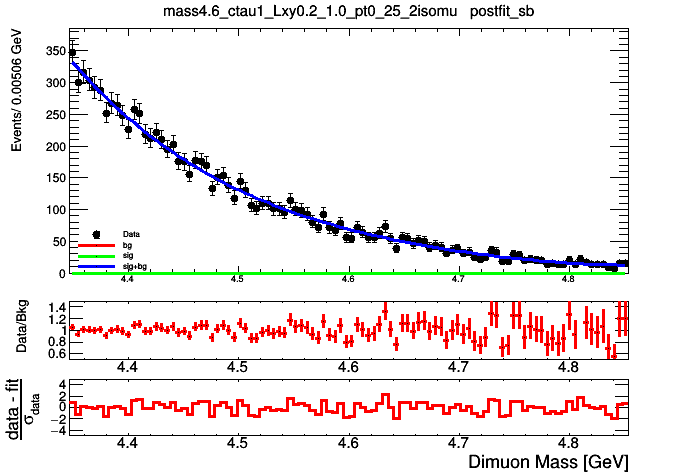 mass4.6_ctau1_Lxy0.2_1.0_pt0_25_2isomu postfit_sb
Events/ 0.00506 GeV
350
300
250
200
150
100
50
0
Data
bg
sig
sig+bg
4.4 4.5 4.6 4.7 4.8
Data/Bkg
1.4
1.2
1
0.8
0.6
4.4 4.5 4.6 4.7 4.8
data - fit
σdata
4
2
0
−2
−4
4.4 4.5 4.6 4.7 4.8
Dimuon Mass [GeV]